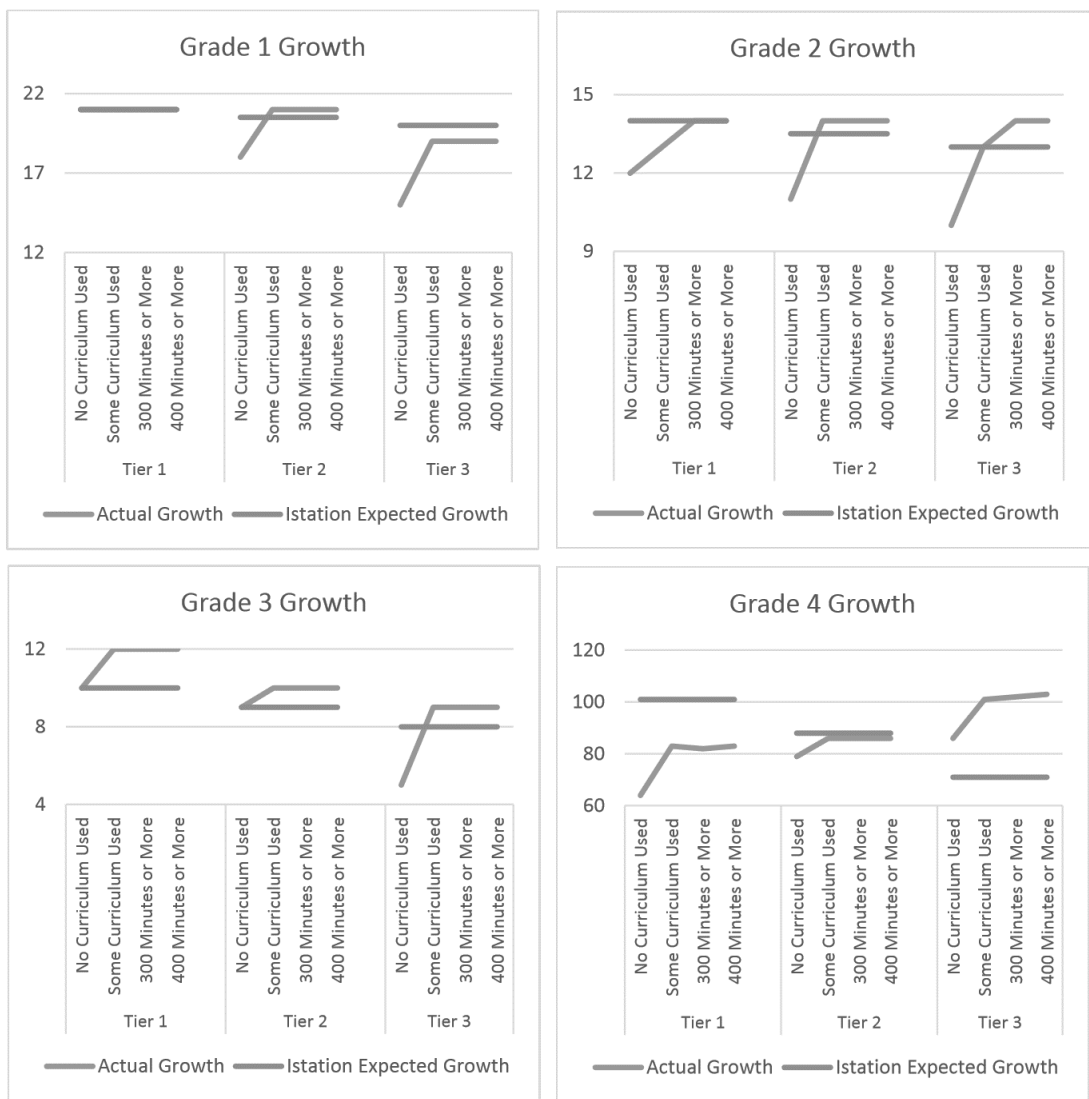 Grade 1 Growth
22
17
12
No Curriculum Used
Some Curriculum Used
300 Minutes or More
400 Minutes or More
No Curriculum Used
Some Curriculum Used
300 Minutes or More
400 Minutes or More
No Curriculum Used
Some Curriculum Used
300 Minutes or More
400 Minutes or More
Tier 1
Tier 2
Tier 3
Actual Growth
Istation Expected Growth
Grade 2 Growth
15
12
9
No Curriculum Used
Some Curriculum Used
300 Minutes or More
400 Minutes or More
No Curriculum Used
Some Curriculum Used
300 Minutes or More
400 Minutes or More
No Curriculum Used
Some Curriculum Used
300 Minutes or More
400 Minutes or More
Tier 1
Tier 2
Tier 3
Actual Growth
Istation Expected Growth
Grade 3 Growth
12
8
4
No Curriculum Used
Some Curriculum Used
300 Minutes or More
400 Minutes or More
No Curriculum Used
Some Curriculum Used
300 Minutes or More
400 Minutes or More
No Curriculum Used
Some Curriculum Used
300 Minutes or More
400 Minutes or More
Tier 1
Tier 2
Tier 3
Actual Growth
Istation Expected Growth
Grade 4 Growth
120
100
80
60
No Curriculum Used
Some Curriculum Used
300 Minutes or More
400 Minutes or More
No Curriculum Used
Some Curriculum Used
300 Minutes or More
400 Minutes or More
No Curriculum Used
Some Curriculum Used
300 Minutes or More
400 Minutes or More
Tier 1
Tier 2
Tier 3
Actual Growth
Istation Expected Growth